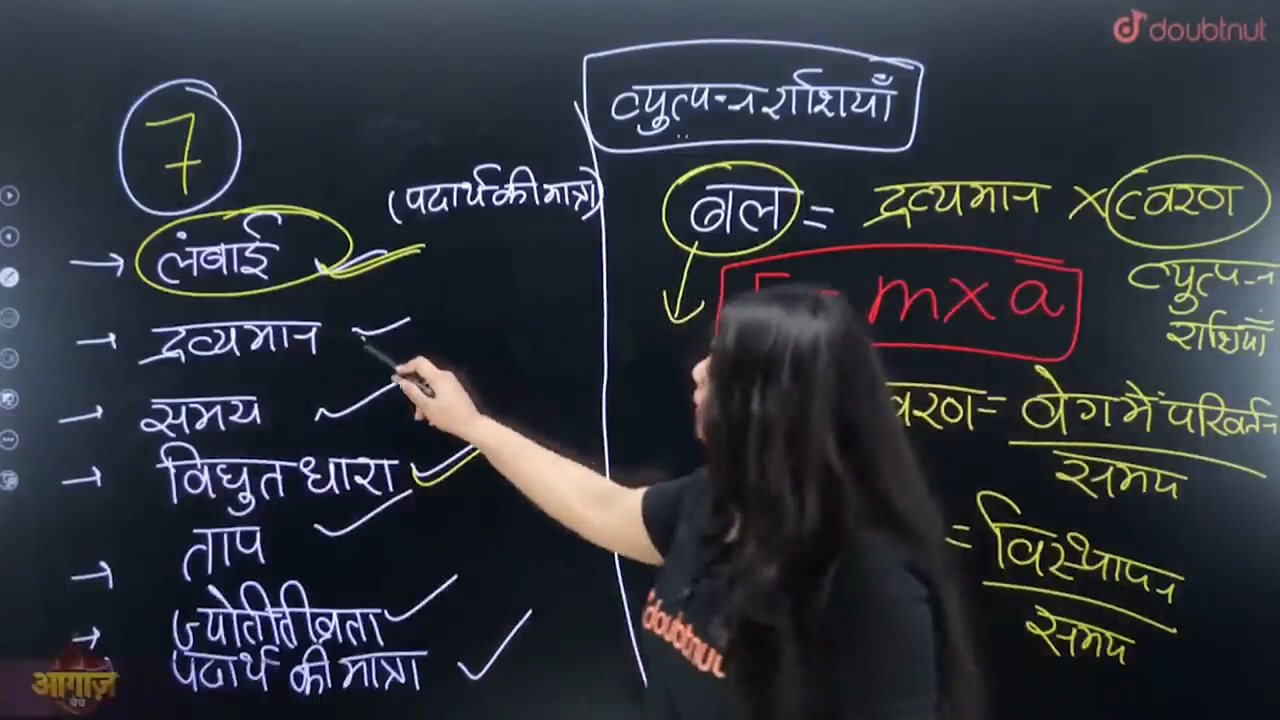 doubtnut
व्युत्पन्न राशियाँ
7
(पदार्थ की मात्रा)
→ लंबाई
→ द्रव्यमान
→ समय
→ विधुत धारा
→ ताप
→ ज्योति तीव्रता
→ पदार्थ की मात्रा
बल = द्रव्यमान × त्वरण
m × a
व्युत्पन्न
राशियाँ
वरण = वेग में परिवर्तन
समय
= विस्थापन
समय
doubtnut
आगाज़
बैच